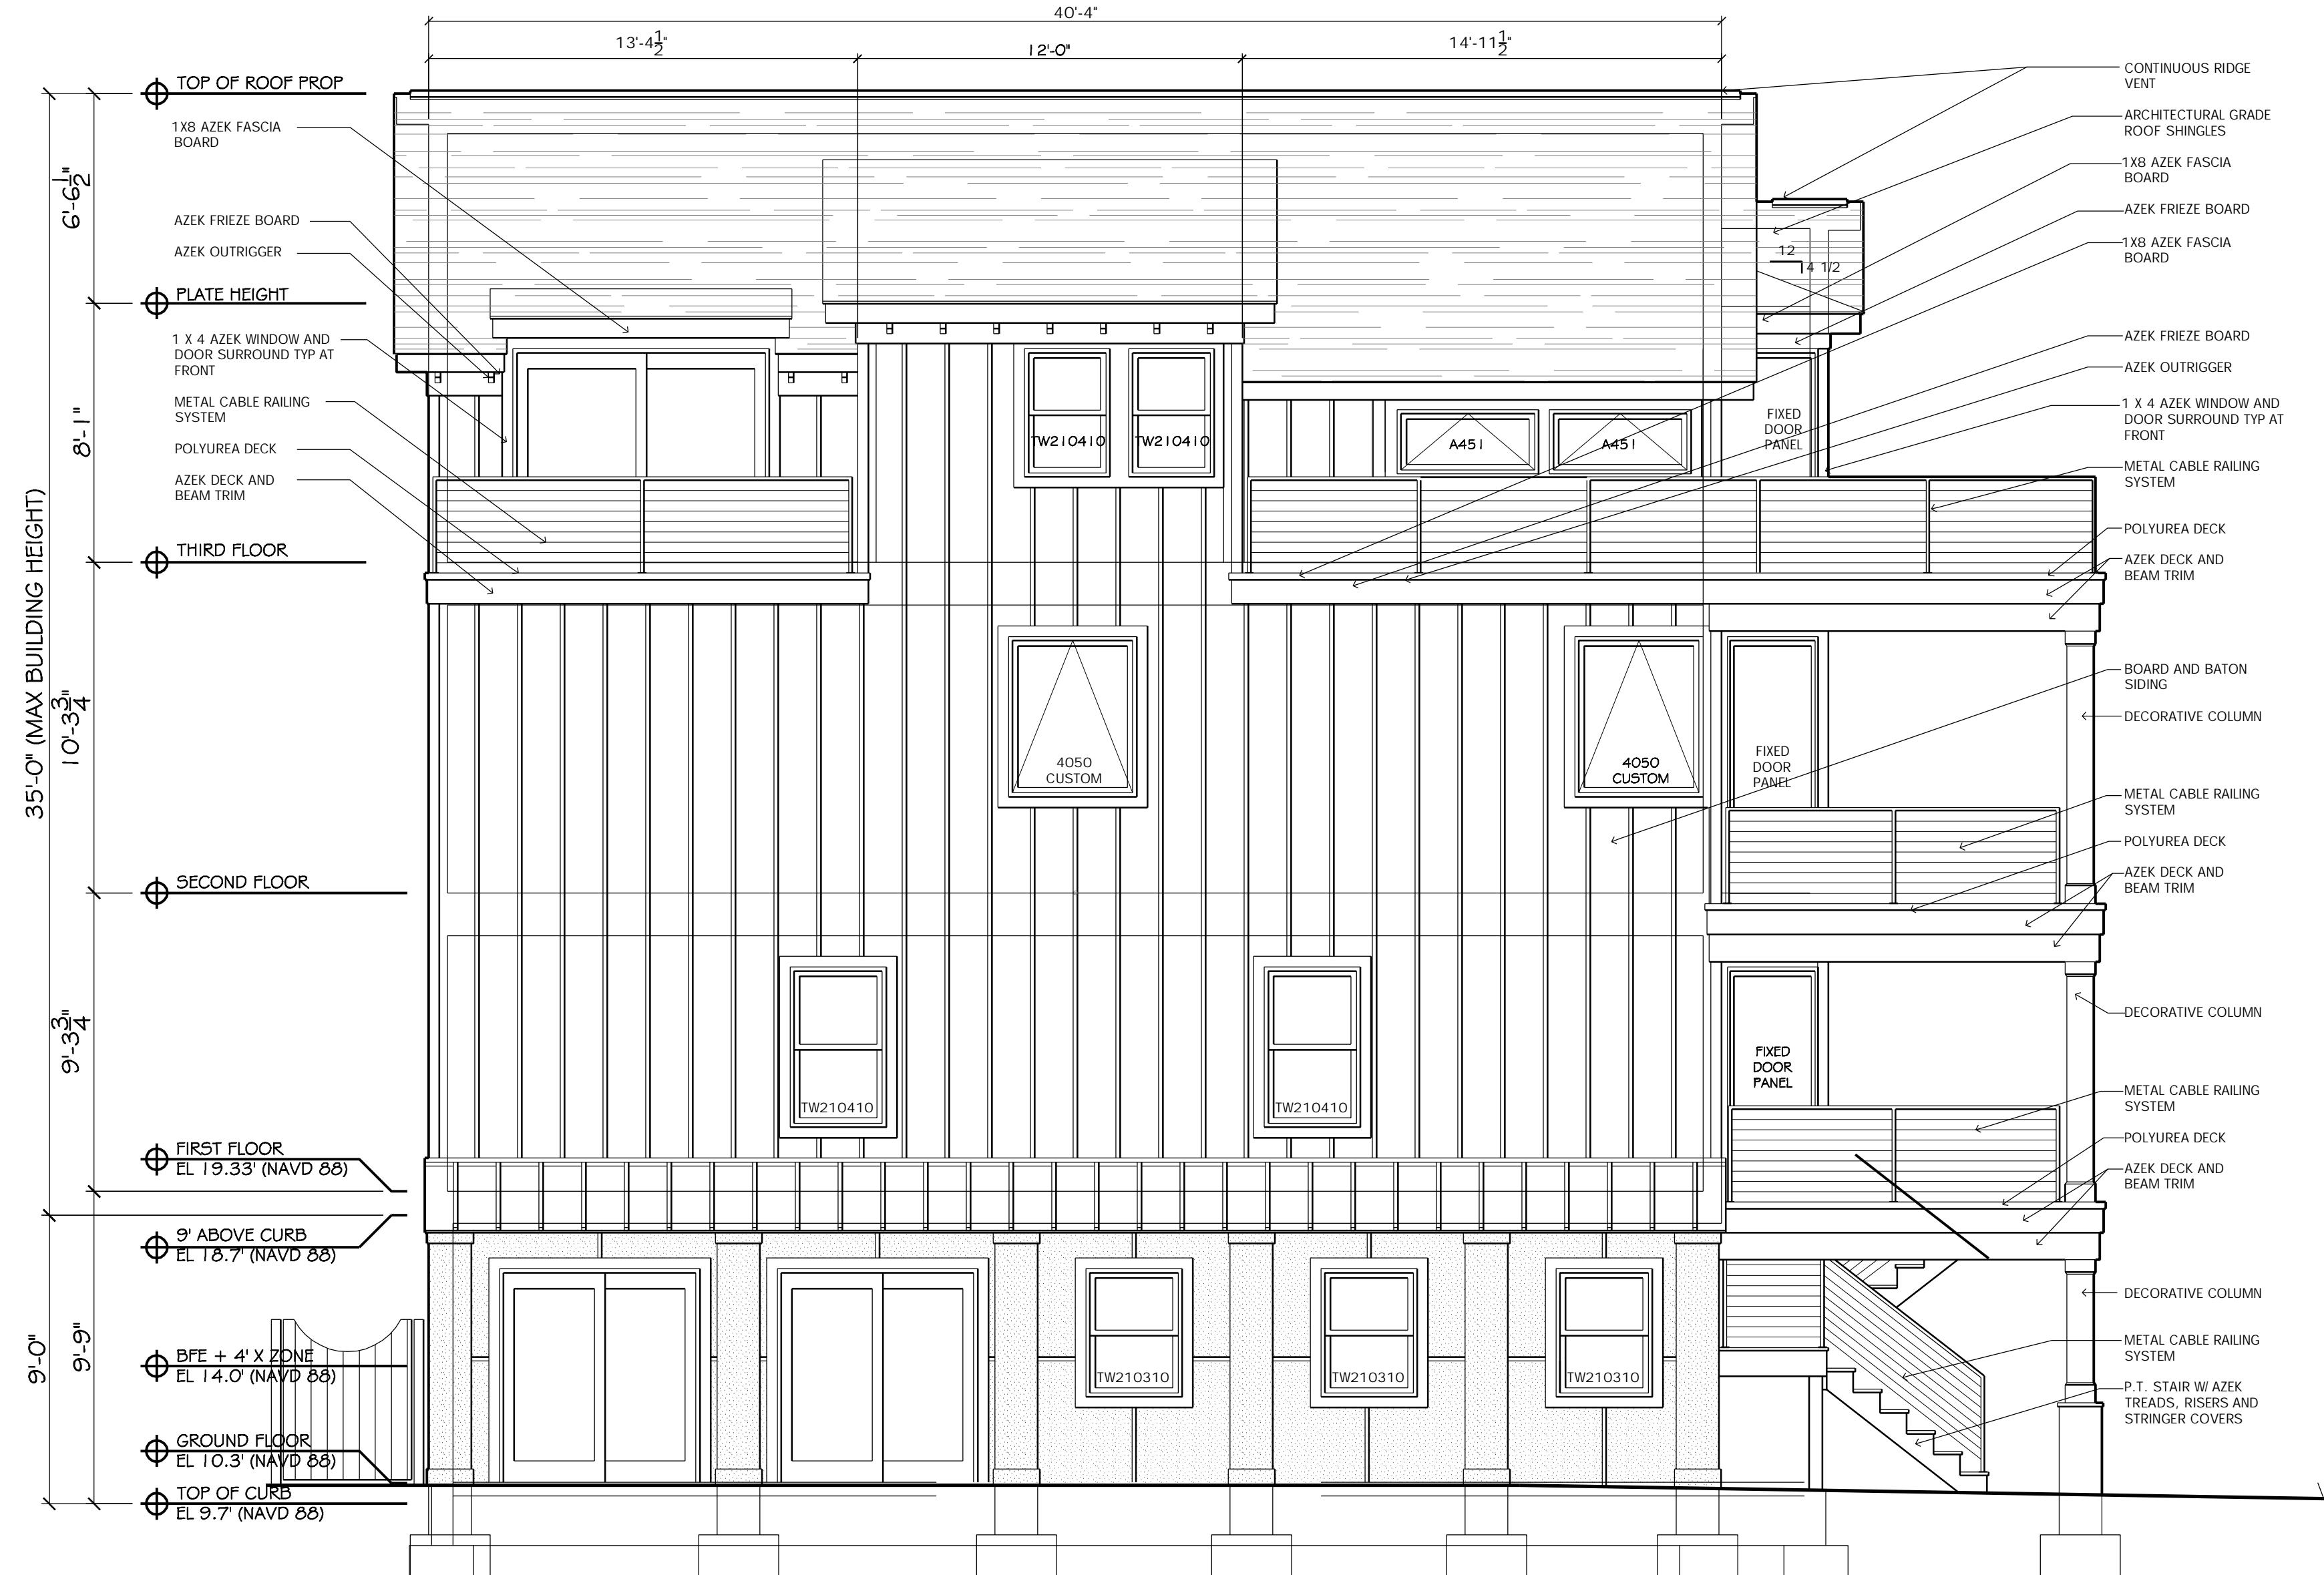 40'-4"
13'-4 1/2"
12'-0"
14'-11 1/2"
TOP OF ROOF PROP
1X8 AZEK FASCIA
BOARD
AZEK FRIEZE BOARD
AZEK OUTRIGGER
PLATE HEIGHT
1 X 4 AZEK WINDOW AND
DOOR SURROUND TYP AT
FRONT
METAL CABLE RAILING
SYSTEM
POLYUREA DECK
AZEK DECK AND
BEAM TRIM
THIRD FLOOR
SECOND FLOOR
FIRST FLOOR
EL 19.33' (NAVD 88)
9' ABOVE CURB
EL 18.7' (NAVD 88)
BFE + 4' X ZONE
EL 14.0' (NAVD 88)
GROUND FLOOR
EL 10.3' (NAVD 88)
TOP OF CURB
EL 9.7' (NAVD 88)
6'-6 1/2"
8'-1"
10'-3 3/4"
9'-3 3/4"
9'-9"
35'-0" (MAX BUILDING HEIGHT)
9'-0"
TW210410
TW210410
A451
A451
12
4 1/2
FIXED
DOOR
PANEL
4050
CUSTOM
4050
CUSTOM
FIXED
DOOR
PANEL
TW210410
TW210410
FIXED
DOOR
PANEL
TW210310
TW210310
TW210310
CONTINUOUS RIDGE
VENT
ARCHITECTURAL GRADE
ROOF SHINGLES
1X8 AZEK FASCIA
BOARD
AZEK FRIEZE BOARD
1X8 AZEK FASCIA
BOARD
AZEK FRIEZE BOARD
AZEK OUTRIGGER
1 X 4 AZEK WINDOW AND
DOOR SURROUND TYP AT
FRONT
METAL CABLE RAILING
SYSTEM
POLYUREA DECK
AZEK DECK AND
BEAM TRIM
BOARD AND BATON
SIDING
DECORATIVE COLUMN
METAL CABLE RAILING
SYSTEM
POLYUREA DECK
AZEK DECK AND
BEAM TRIM
DECORATIVE COLUMN
METAL CABLE RAILING
SYSTEM
POLYUREA DECK
AZEK DECK AND
BEAM TRIM
DECORATIVE COLUMN
METAL CABLE RAILING
SYSTEM
P.T. STAIR W/ AZEK
TREADS, RISERS AND
STRINGER COVERS